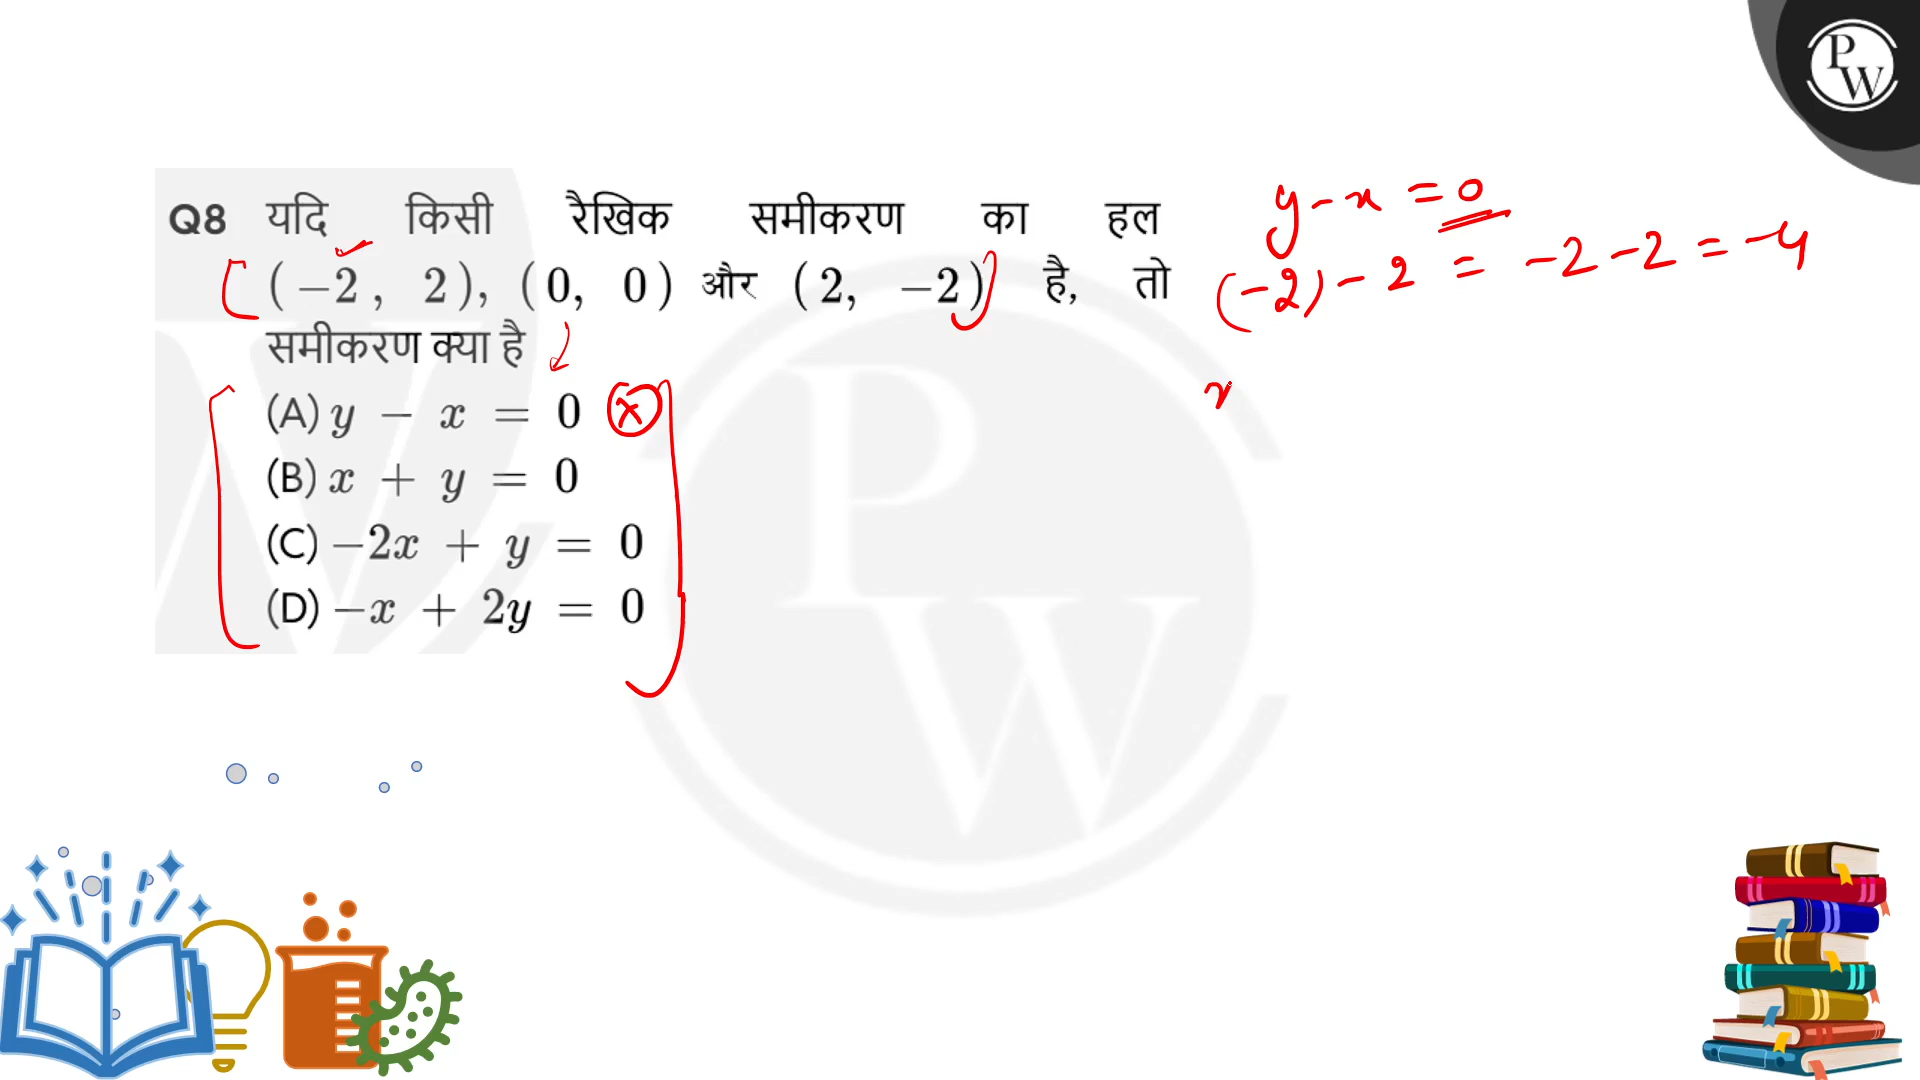 PW
Q8 यदि किसी रैखिक समीकरण का हल
(−2, 2), (0, 0) और (2, −2) है, तो
समीकरण क्या है
(A) y − x = 0
(B) x + y = 0
(C) −2x + y = 0
(D) −x + 2y = 0
y − x = 0
(−2) − 2 = −2 − 2 = −4
x
PW